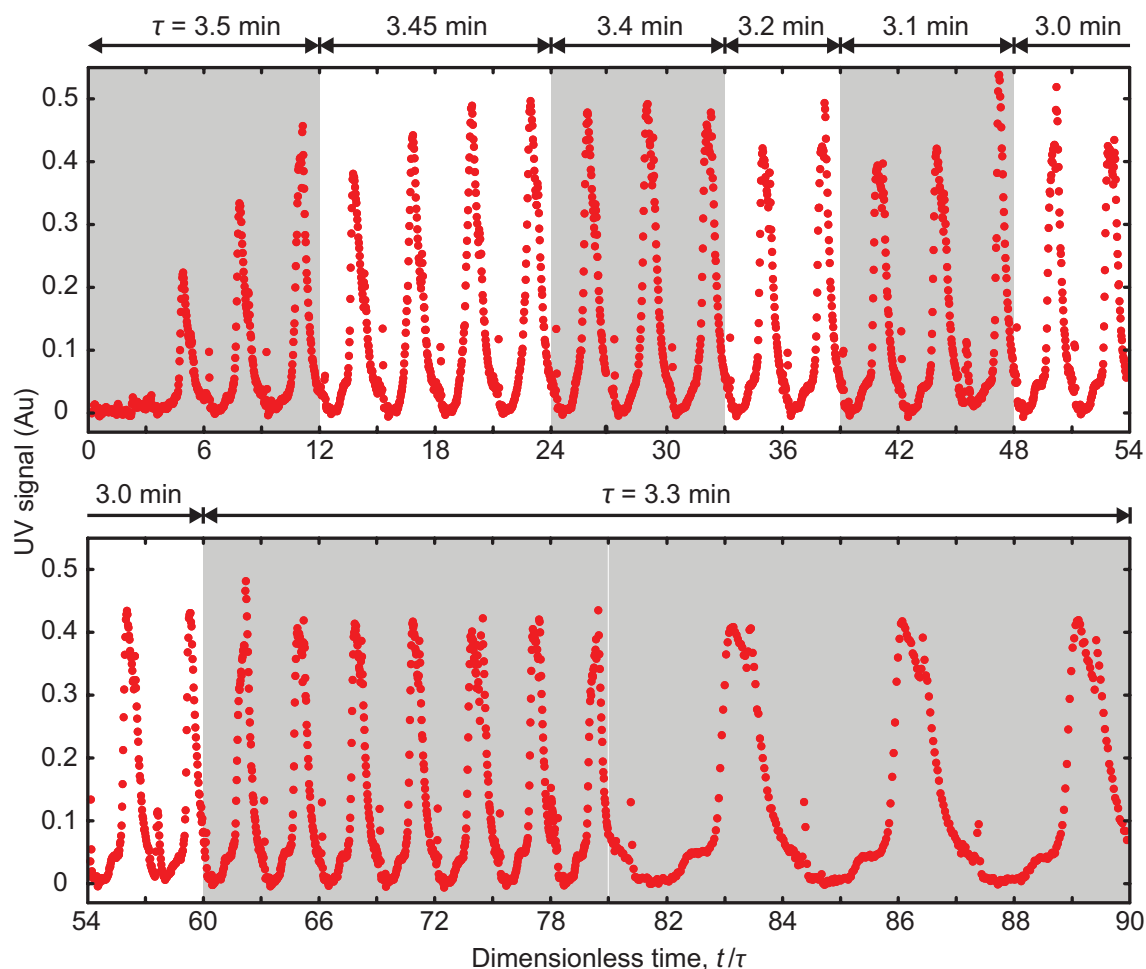 τ = 3.5 min 3.45 min 3.4 min 3.2 min 3.1 min 3.0 min
0.5
0.4
0.3
0.2
0.1
0
0 6 12 18 24 30 36 42 48 54
UV signal (Au)
3.0 min τ = 3.3 min
0.5
0.4
0.3
0.2
0.1
0
54 60 66 72 78 82 84 86 88 90
Dimensionless time, t/τ